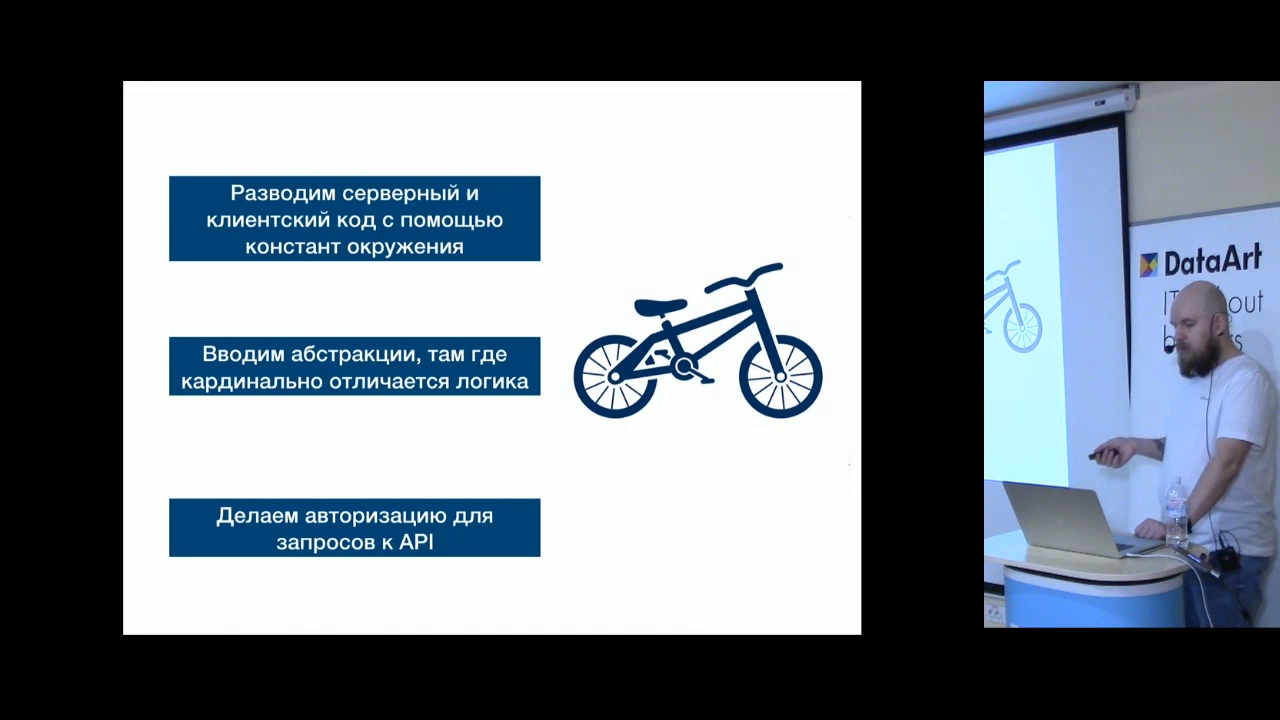 Разводим серверный и
клиентский код с помощью
констант окружения
Вводим абстракции, там где
кардинально отличается логика
Делаем авторизацию для
запросов к API
DataArt